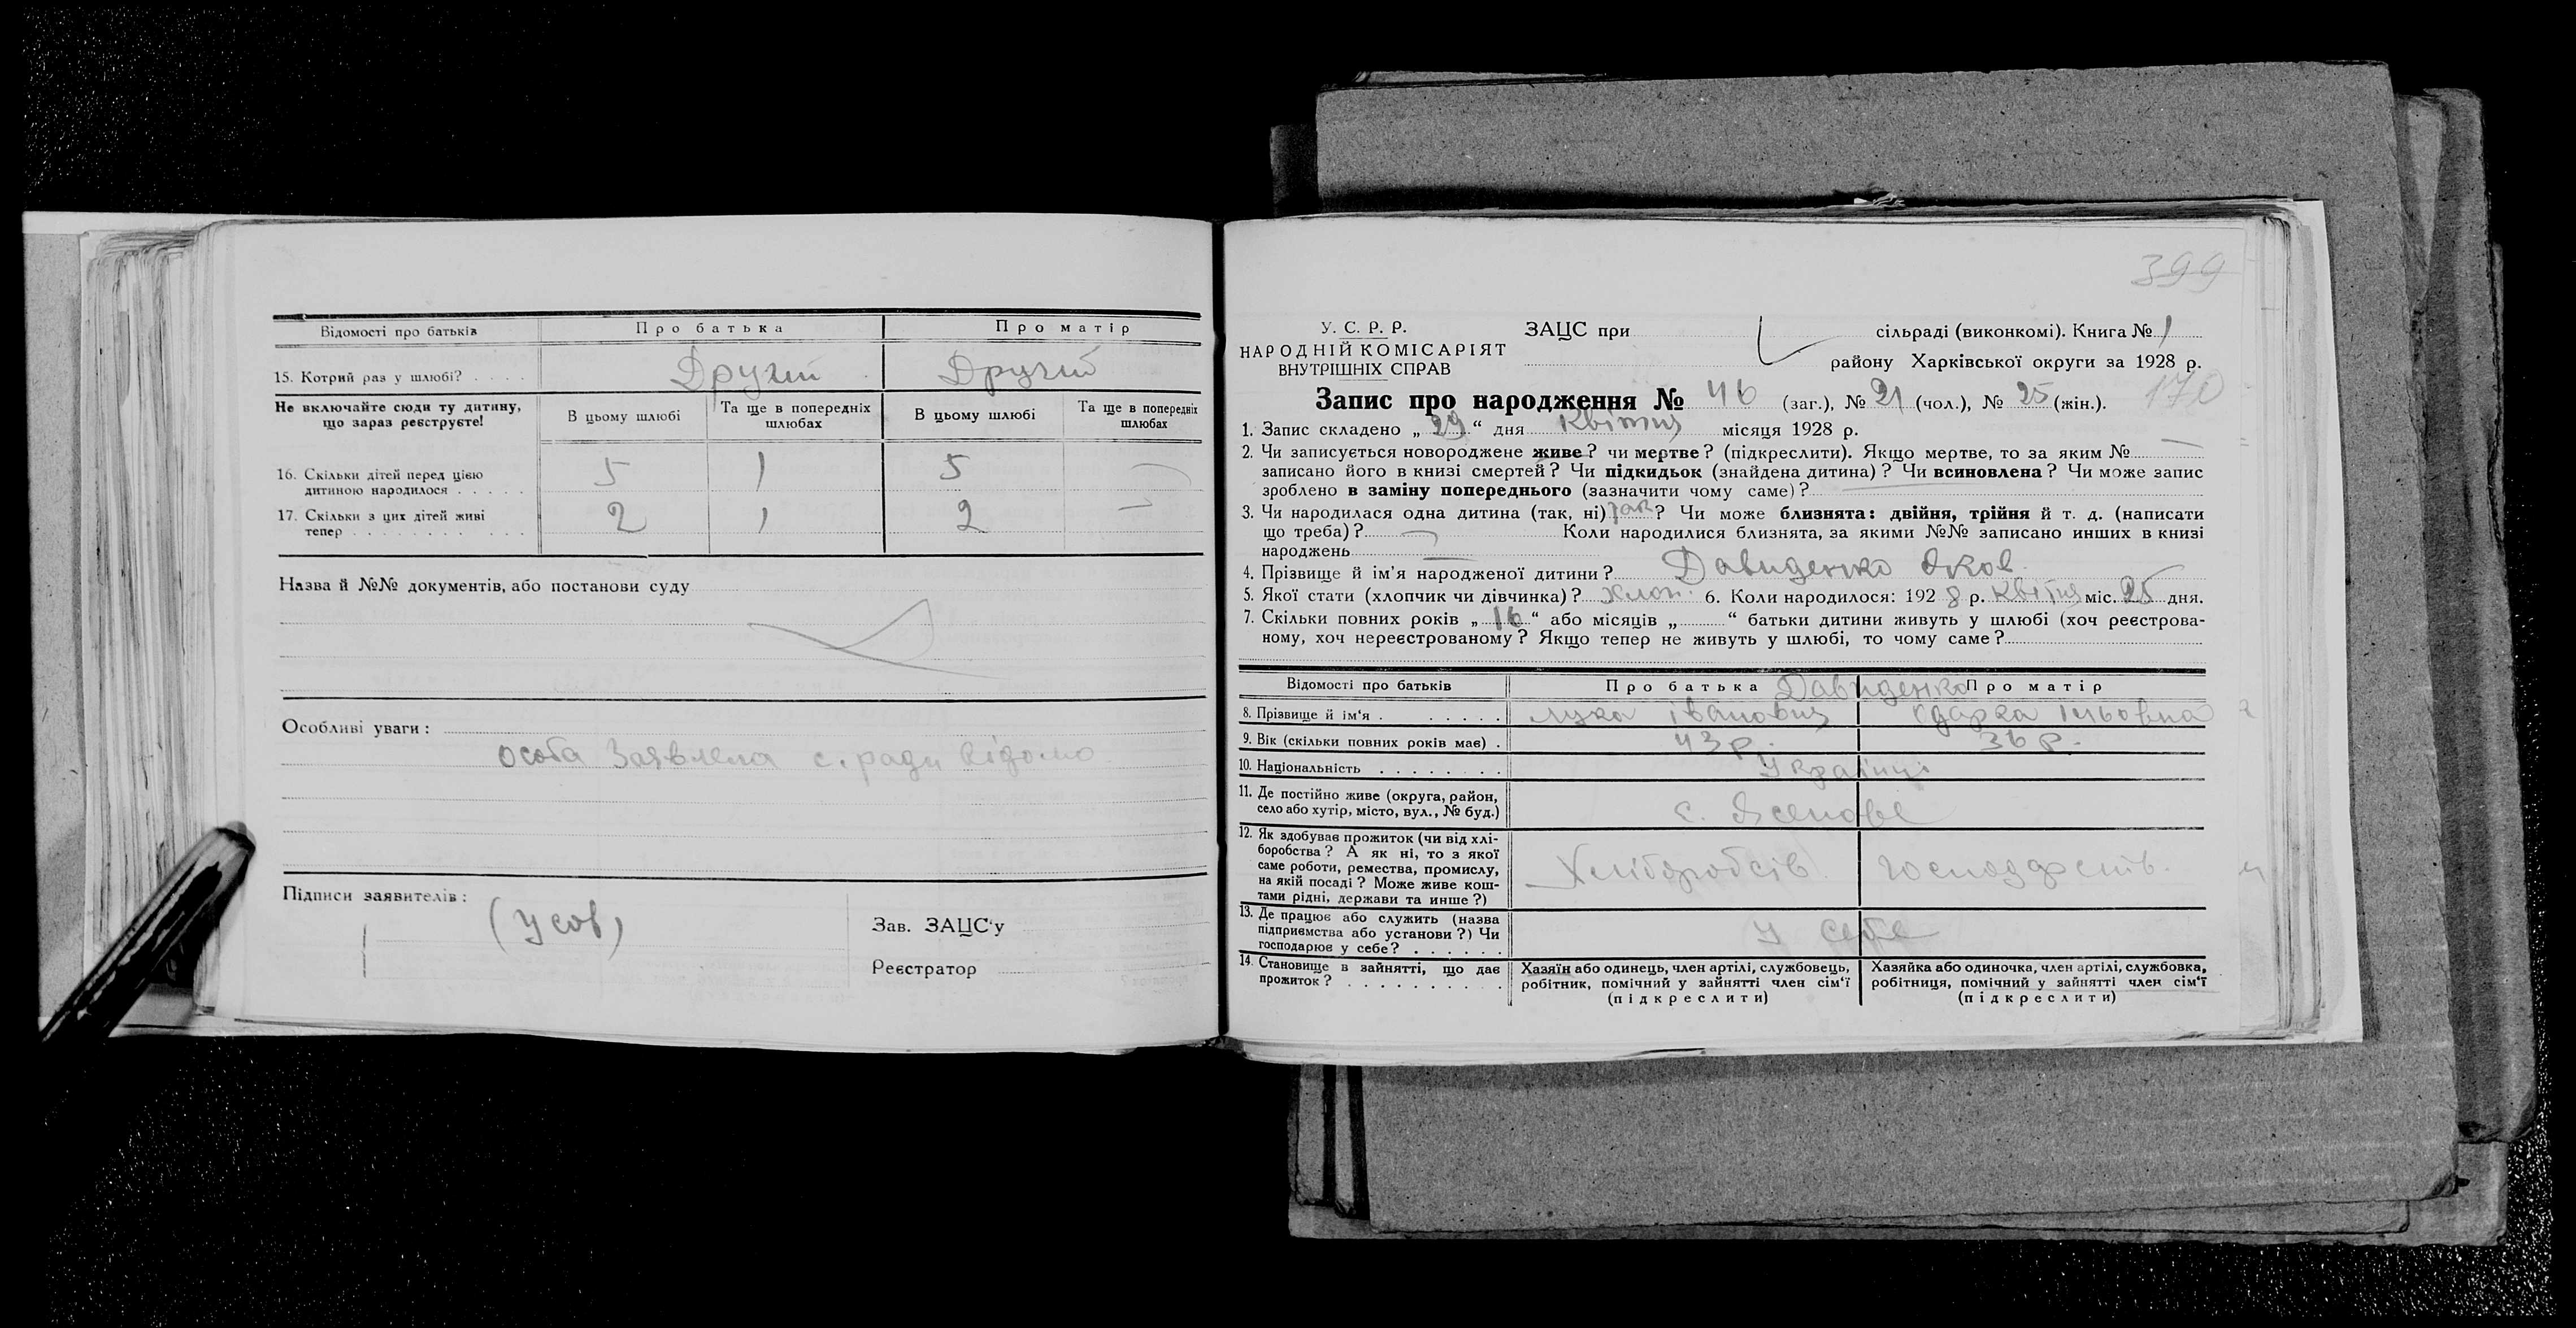 Відомості про батьків Про батька Про матір
15. Котрий раз у шлюбі? . . . . Другий Другий
Не включайте сюди ту дитину, що зараз реєструєте! В цьому шлюбі Та ще в попередніх шлюбах В цьому шлюбі Та ще в попередніх шлюбах
16. Скільки дітей перед цією
дитиною народилося . . . . . 5 1 5 —
17. Скільки з цих дітей живі
тепер . . . . . . . . . . . 2 1 2 —
Назва й №№ документів, або постанови суду
Особливі уваги:
особа Заявлена с. ради відомо
Підписи заявителів:
(Усов)
Зав. ЗАЦС'у
Реєстратор
399
У. С. Р. Р.
НАРОДНІЙ КОМІСАРІЯТ
ВНУТРІШНІХ СПРАВ
ЗАЦС при сільраді (виконкомі). Книга № 1
району Харківської округи за 1928 р.
170
Запис про народження № 46 (заг.), № 21 (чол.), № 25 (жін.).
1. Запис складено „ 29 “ дня Квітня місяця 1928 р.
2. Чи записується новороджене живе? чи мертве? (підкреслити). Якщо мертве, то за яким № —
записано його в книзі смертей? Чи підкидьок (знайдена дитина)? Чи всиновлена? Чи може запис
зроблено в заміну попереднього (зазначити чому саме)?
3. Чи народилася одна дитина (так, ні) так? Чи може близнята: двійня, трійня й т. д. (написати
що треба)? — Коли народилися близнята, за якими №№ записано инших в книзі
народжень —
4. Прізвище й ім'я народженої дитини? Давиденко Яков
5. Якої стати (хлопчик чи дівчинка)? Хлоп. 6. Коли народилося: 1928 р. Квітня міс. 25 дня.
7. Скільки повних років „ 16 “ або місяців „ “ батьки дитини живуть у шлюбі (хоч реєстрова-
ному, хоч нереєстрованому? Якщо тепер не живуть у шлюбі, то чому саме?
Відомості про батьків Про батька Давиденко Про матір
8. Прізвище й ім'я . . . . . . Лука Іванович Одарка
9. Вік (скільки повних років має) . 43 р. 36 р.
10. Національність . . . . . . . . Українці
11. Де постійно живе (округа, район,
село або хутір, місто, вул., № буд.) с. Ясенове
12. Як здобуває прожиток (чи від хлі-
боробства? А як ні, то з якої
саме роботи, ремества, промислу,
на якій посаді? Може живе кош-
тами рідні, держави та инше?)
13. Де працює або служить (назва
підприємства або установи?) Чи
господарює у себе? . . . . . . У себе
14. Становище в зайнятті, що дає
прожиток? . . . . . . . . . .
Хазяїн або одинець, член артілі, службовець,
робітник, помічний у зайнятті член сім'ї
(підкреслити)
Хазяйка або одиночка, член артілі, службовка,
робітниця, помічний у зайнятті член сім'ї
(підкреслити)